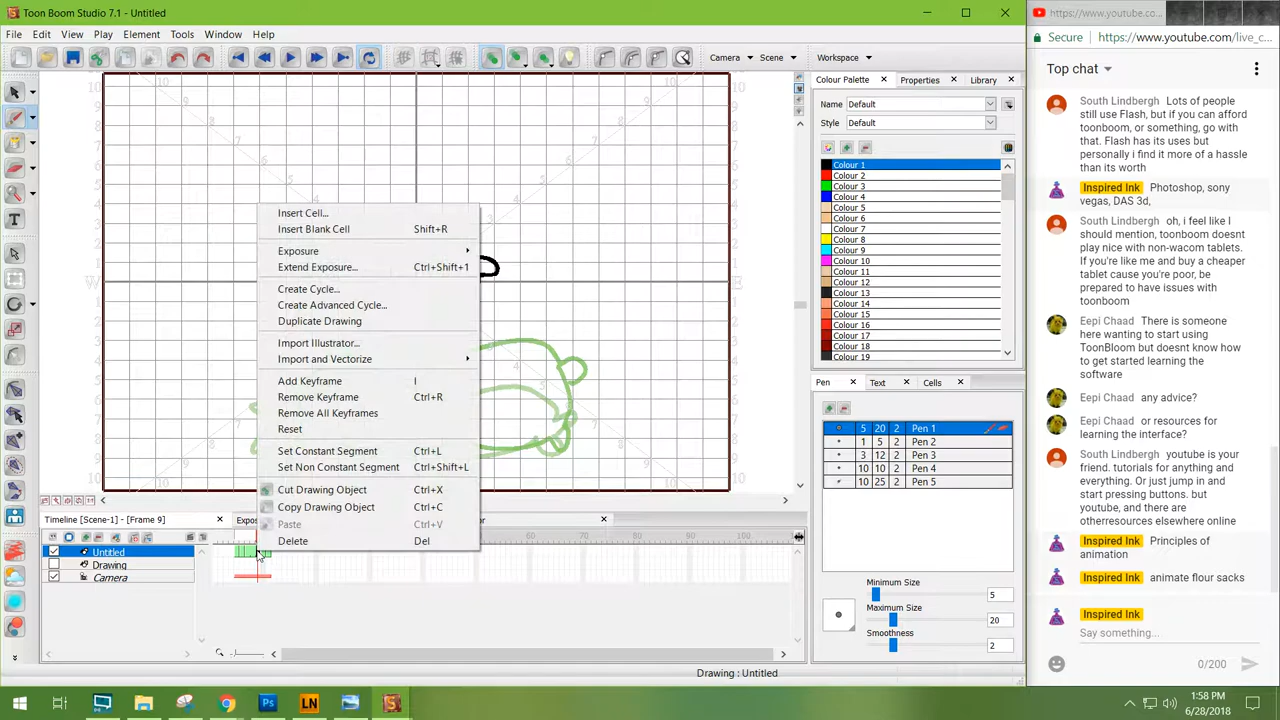 Toon Boom Studio 7.1 - Untitled
File Edit View Play Element Tools Window Help
Camera Scene Workspace
Colour Palette Properties Library
Name Default
Style Default
Colour 1
Colour 2
Colour 3
Colour 4
Colour 5
Colour 6
Colour 7
Colour 8
Colour 9
Colour 10
Colour 11
Colour 12
Colour 13
Colour 14
Colour 15
Colour 16
Colour 17
Colour 18
Colour 19
Pen Text Cells
5 20 2 Pen 1
1 5 2 Pen 2
3 12 2 Pen 3
10 10 2 Pen 4
10 25 2 Pen 5
Minimum Size
5
Maximum Size
20
Smoothness
2
Insert Cell...
Insert Blank Cell Shift+R
Exposure
Extend Exposure... Ctrl+Shift+1
Create Cycle...
Create Advanced Cycle...
Duplicate Drawing
Import Illustrator...
Import and Vectorize
Add Keyframe I
Remove Keyframe Ctrl+R
Remove All Keyframes
Reset
Set Constant Segment Ctrl+L
Set Non Constant Segment Ctrl+Shift+L
Cut Drawing Object Ctrl+X
Copy Drawing Object Ctrl+C
Paste Ctrl+V
Delete Del
Timeline [Scene-1] - [Frame 9]
Untitled
Drawing
Camera
Drawing : Untitled
https://www.youtube.co...
Secure https://www.youtube.com/live_c...
Top chat
South Lindbergh Lots of people
still use Flash, but if you can afford
toonboom, or something, go with
that. Flash has its uses but
personally i find it more of a hassle
than its worth
Inspired Ink Photoshop, sony
vegas, DAS 3d,
South Lindbergh oh, i feel like I
should mention, toonboom doesnt
play nice with non-wacom tablets.
If you're like me and buy a cheaper
tablet cause you're poor, be
prepared to have issues with
toonboom
Eepi Chaad There is someone
here wanting to start using
ToonBloom but doesnt know how
to get started learning the
software
Eepi Chaad any advice?
Eepi Chaad or resources for
learning the interface?
South Lindbergh youtube is your
friend. tutorials for anything and
everything. Or just jump in and
start pressing buttons. but
youtube, and there are
otherresources elsewhere online
Inspired Ink Principles of
animation
Inspired Ink animate flour sacks
Inspired Ink
Say something...
0/200
1:58 PM
6/28/2018